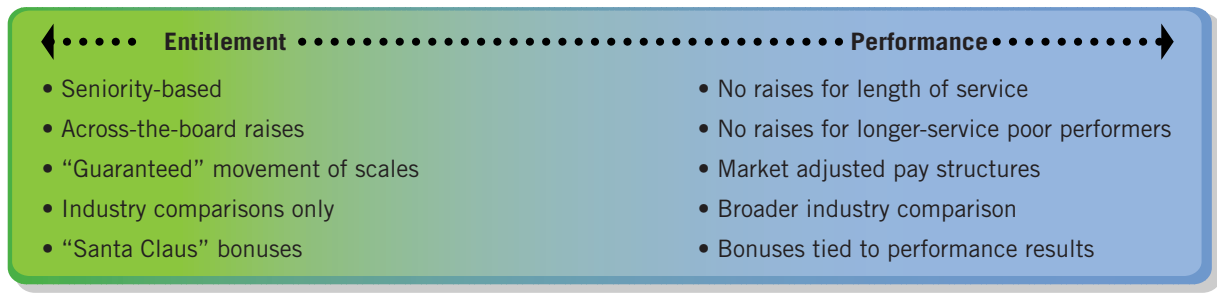 Entitlement Performance
• Seniority-based
• Across-the-board raises
• “Guaranteed” movement of scales
• Industry comparisons only
• “Santa Claus” bonuses
• No raises for length of service
• No raises for longer-service poor performers
• Market adjusted pay structures
• Broader industry comparison
• Bonuses tied to performance results